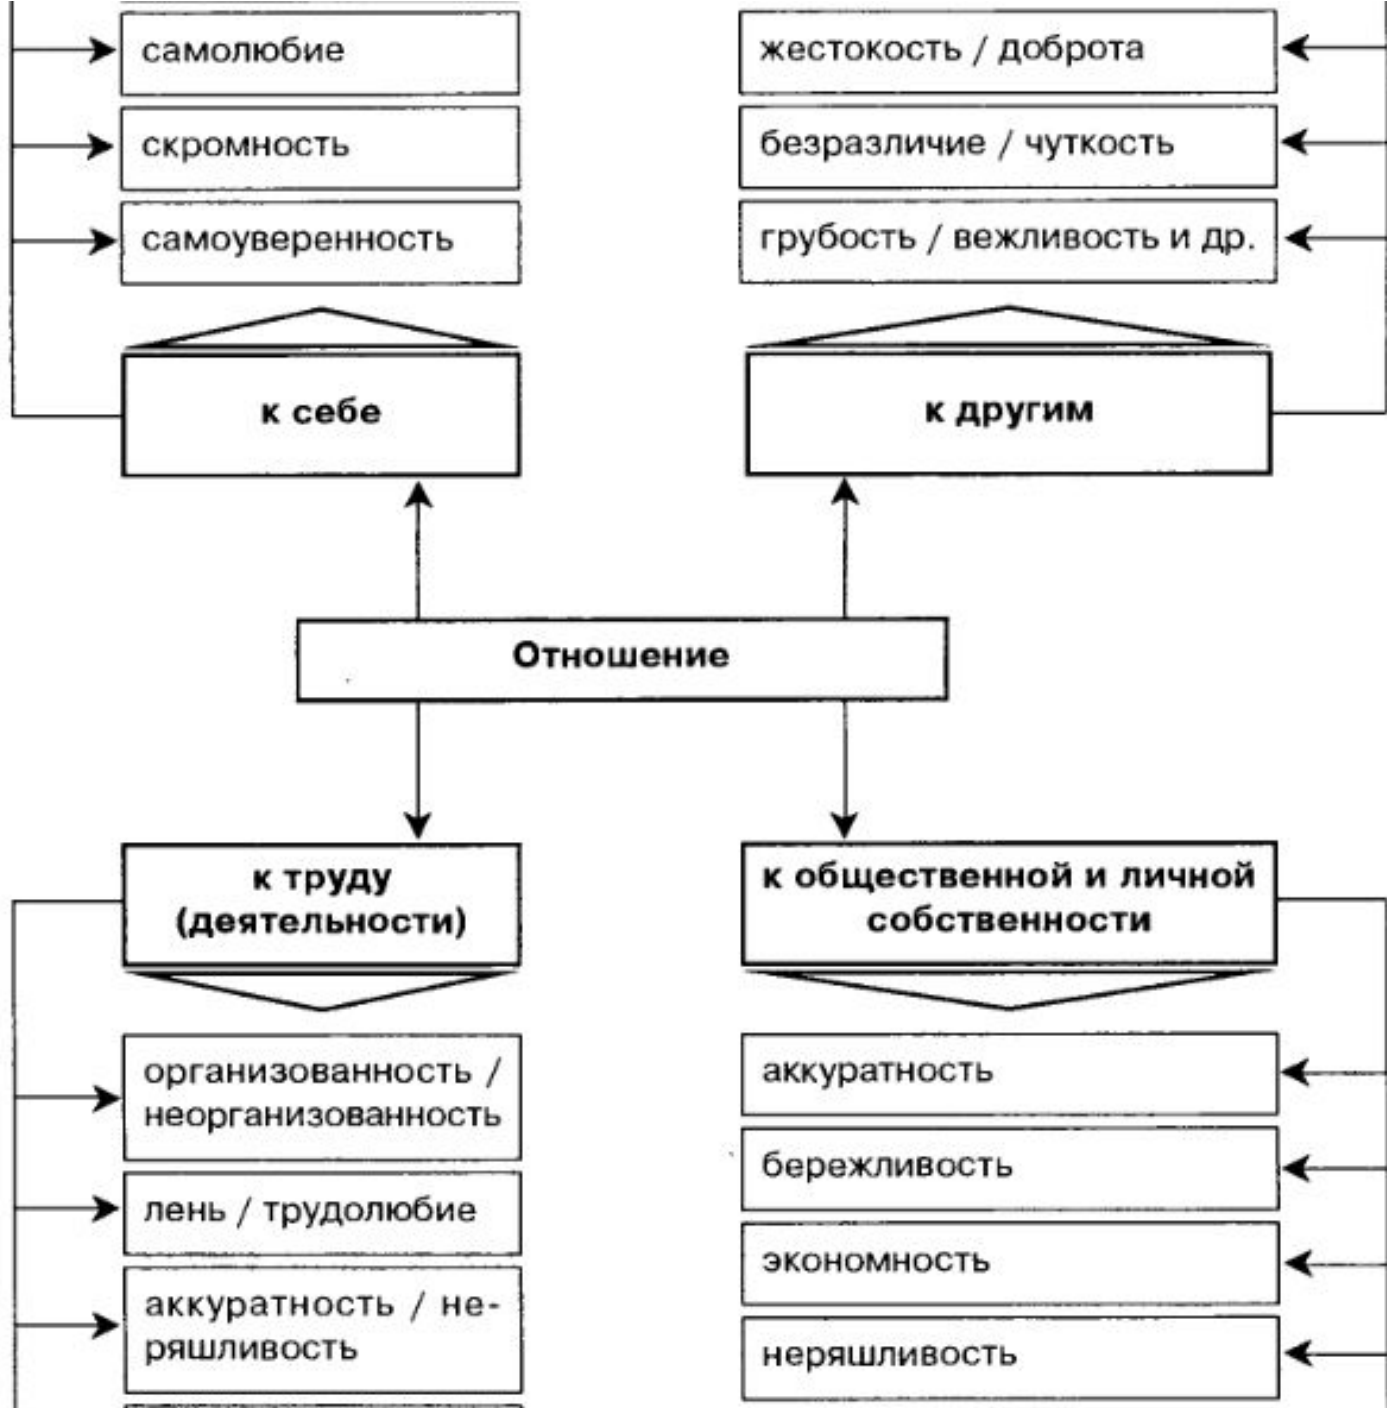 самолюбие
скромность
самоуверенность
к себе
жестокость / доброта
безразличие / чуткость
грубость / вежливость и др.
к другим
Отношение
к труду
(деятельности)
организованность /
неорганизованность
лень / трудолюбие
аккуратность / не-
ряшливость
к общественной и личной
собственности
аккуратность
бережливость
экономность
неряшливость